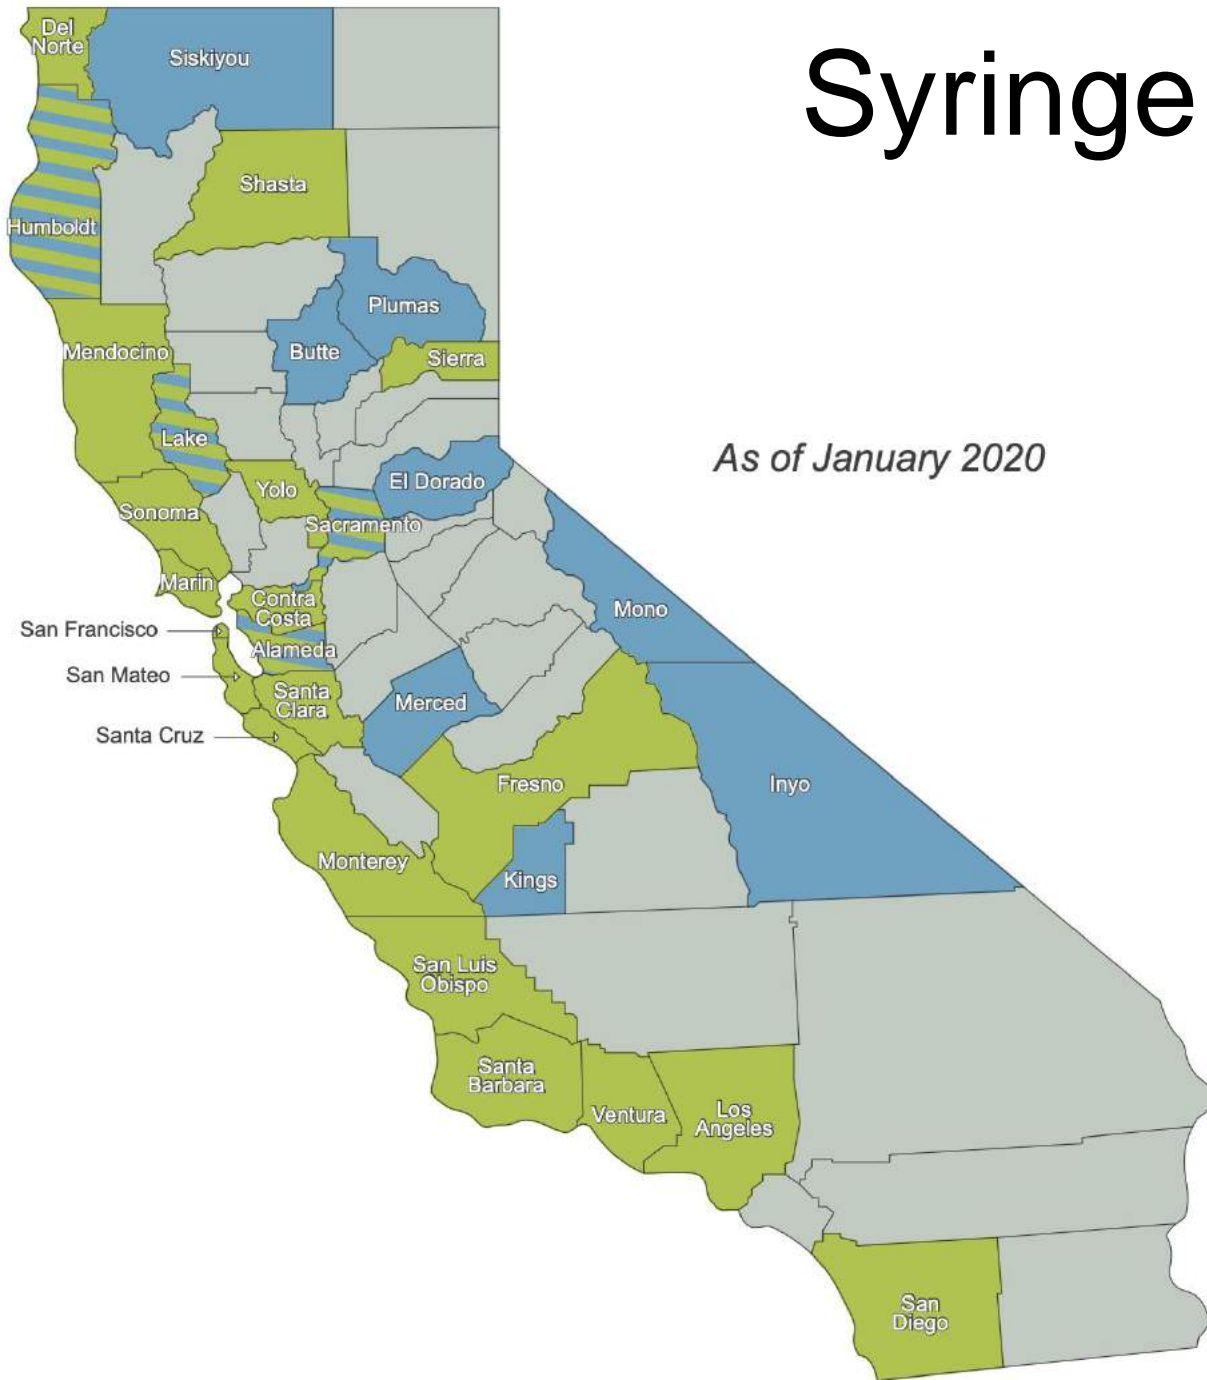 Syringe
Del
Norte
Siskiyou
Shasta
Humboldt
Plumas
Mendocino
Butte
Sierra
Lake
As of January 2020
El Dorado
Yolo
Sonoma
Sacramento
Marin
Contra
Costa
Mono
San Francisco
Alameda
San Mateo
Santa
Clara
Merced
Santa Cruz
Fresno
Inyo
Monterey
Kings
San Luis
Obispo
Santa
Barbara
Ventura
Los
Angeles
San
Diego